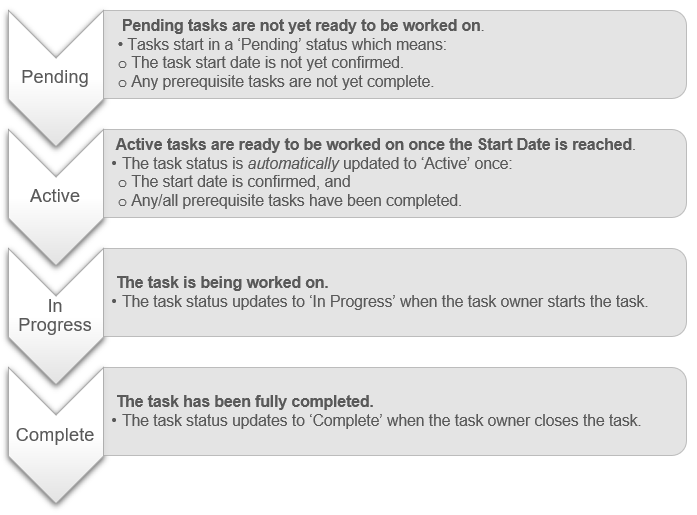 Pending
Pending tasks are not yet ready to be worked on.
• Tasks start in a ‘Pending’ status which means:
o The task start date is not yet confirmed.
o Any prerequisite tasks are not yet complete.
Active
Active tasks are ready to be worked on once the Start Date is reached.
• The task status is automatically updated to ‘Active’ once:
o The start date is confirmed, and
o Any/all prerequisite tasks have been completed.
In
Progress
The task is being worked on.
• The task status updates to ‘In Progress’ when the task owner starts the task.
Complete
The task has been fully completed.
• The task status updates to ‘Complete’ when the task owner closes the task.